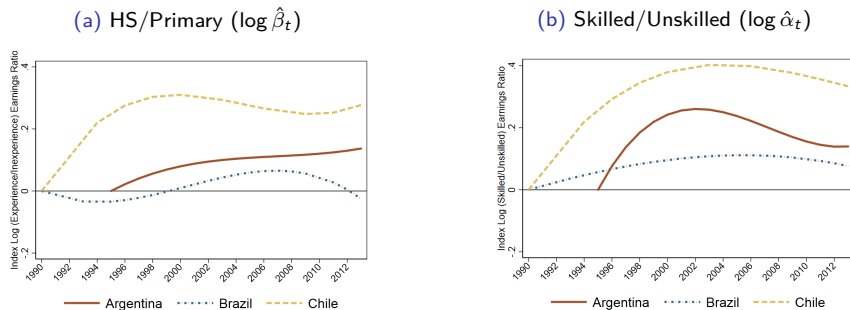 (a) HS/Primary (log β̂ₜ)
Index Log (Experience/Inexperience) Earnings Ratio
.4
.2
0
-.2
1990 1992 1994 1996 1998 2000 2002 2004 2006 2008 2010 2012
Argentina Brazil Chile
(b) Skilled/Unskilled (log α̂ₜ)
Index Log (Skilled/Unskilled) Earnings Ratio
.4
.2
0
-.2
1990 1992 1994 1996 1998 2000 2002 2004 2006 2008 2010 2012
Argentina Brazil Chile